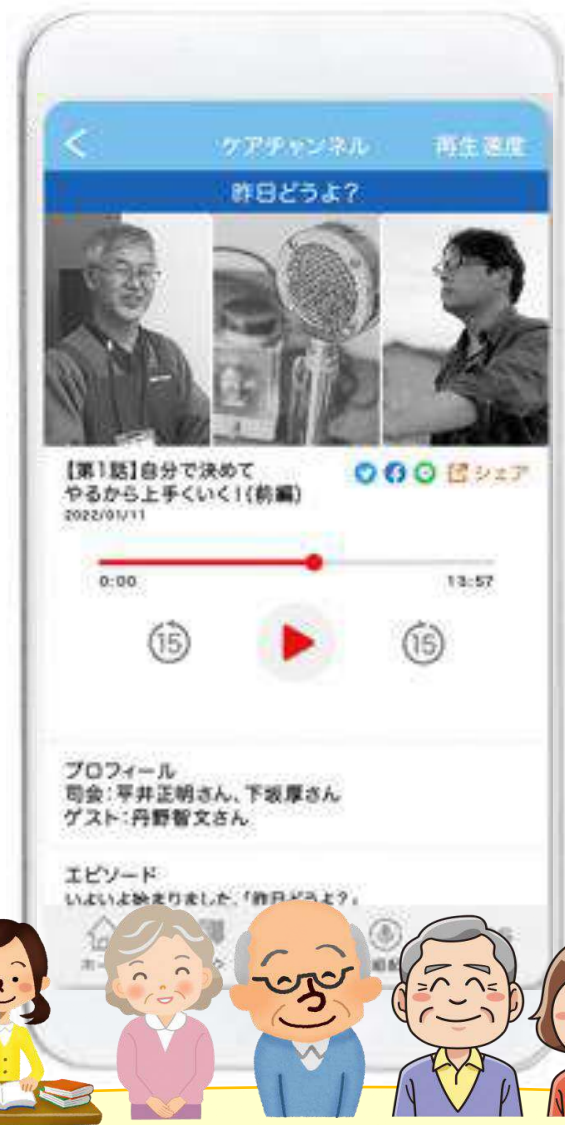 ケアチャンネル
再生速度
昨日どうよ?
【第1話】自分で決めて
やるから上手くいく!(前編)
シェア
2022/01/11
0:00
13:57
15
15
プロフィール
司会:平井正明さん、下坂厚さん
ゲスト:丹野智文さん
エピソード
いよいよ始まりました、「昨日どうよ?」